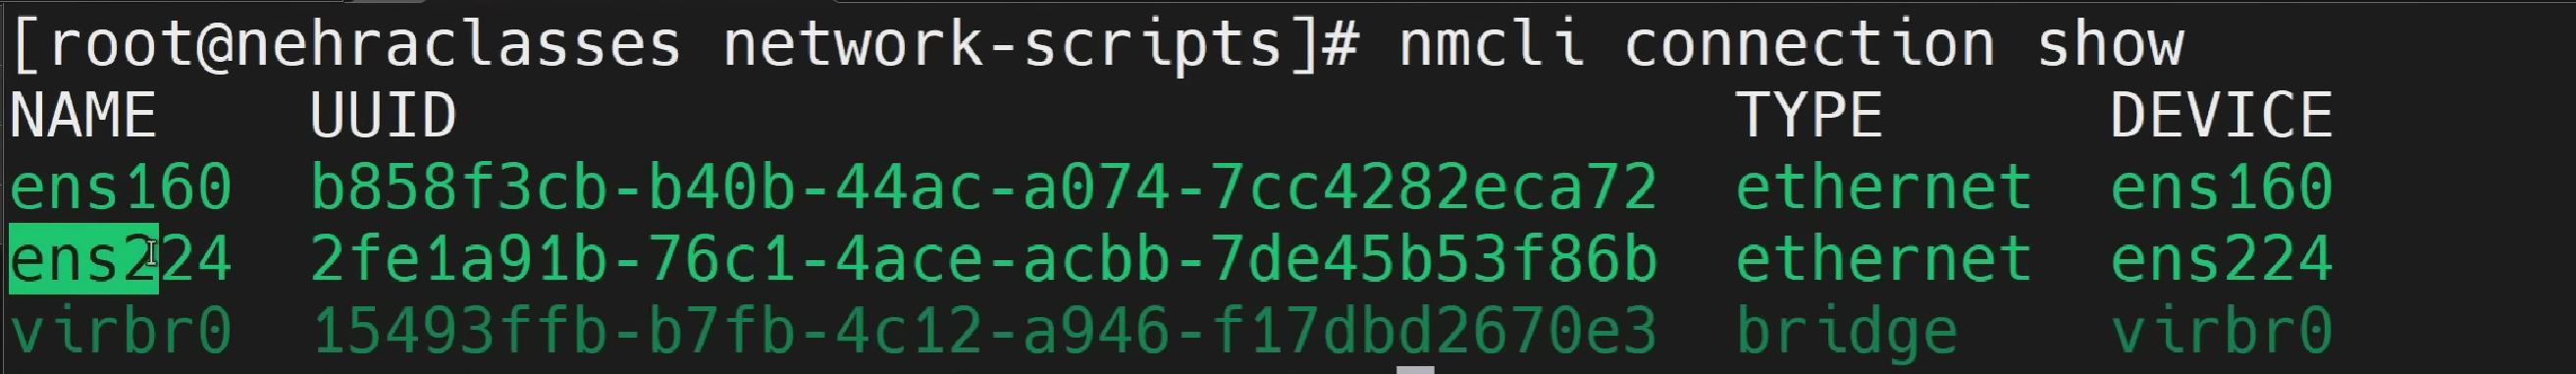 [root@nehraclasses network-scripts]# nmcli connection show
NAME    UUID                                  TYPE      DEVICE
ens160  b858f3cb-b40b-44ac-a074-7cc4282eca72  ethernet  ens160
ens224  2fe1a91b-76c1-4ace-acbb-7de45b53f86b  ethernet  ens224
virbr0  15493ffb-b7fb-4c12-a946-f17dbd2670e3  bridge    virbr0